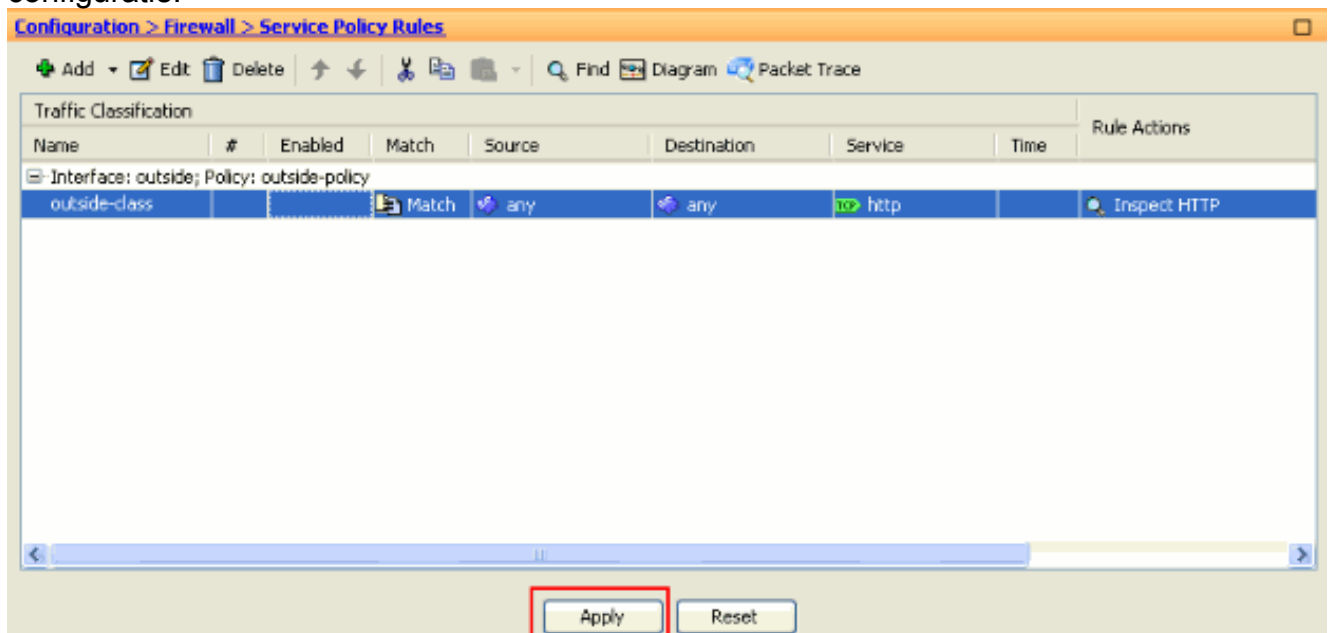 configuratio.
Configuration > Firewall > Service Policy Rules
Add Edit Delete Find Diagram Packet Trace
Traffic Classification
Rule Actions
Name # Enabled Match Source Destination Service Time
Interface: outside; Policy: outside-policy
outside-class Match any any TCP http Inspect HTTP
Apply Reset